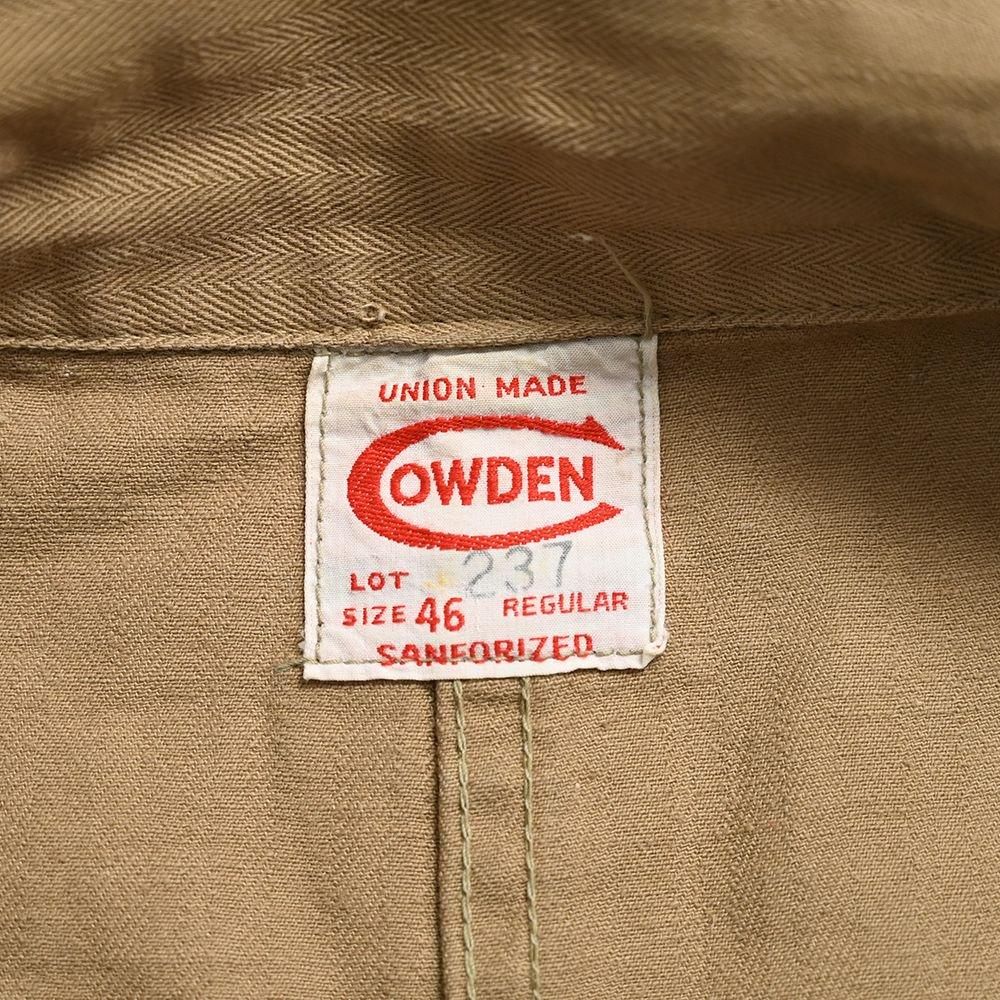 UNION MADE
COWDEN
LOT 237
SIZE 46 REGULAR
SANFORIZED